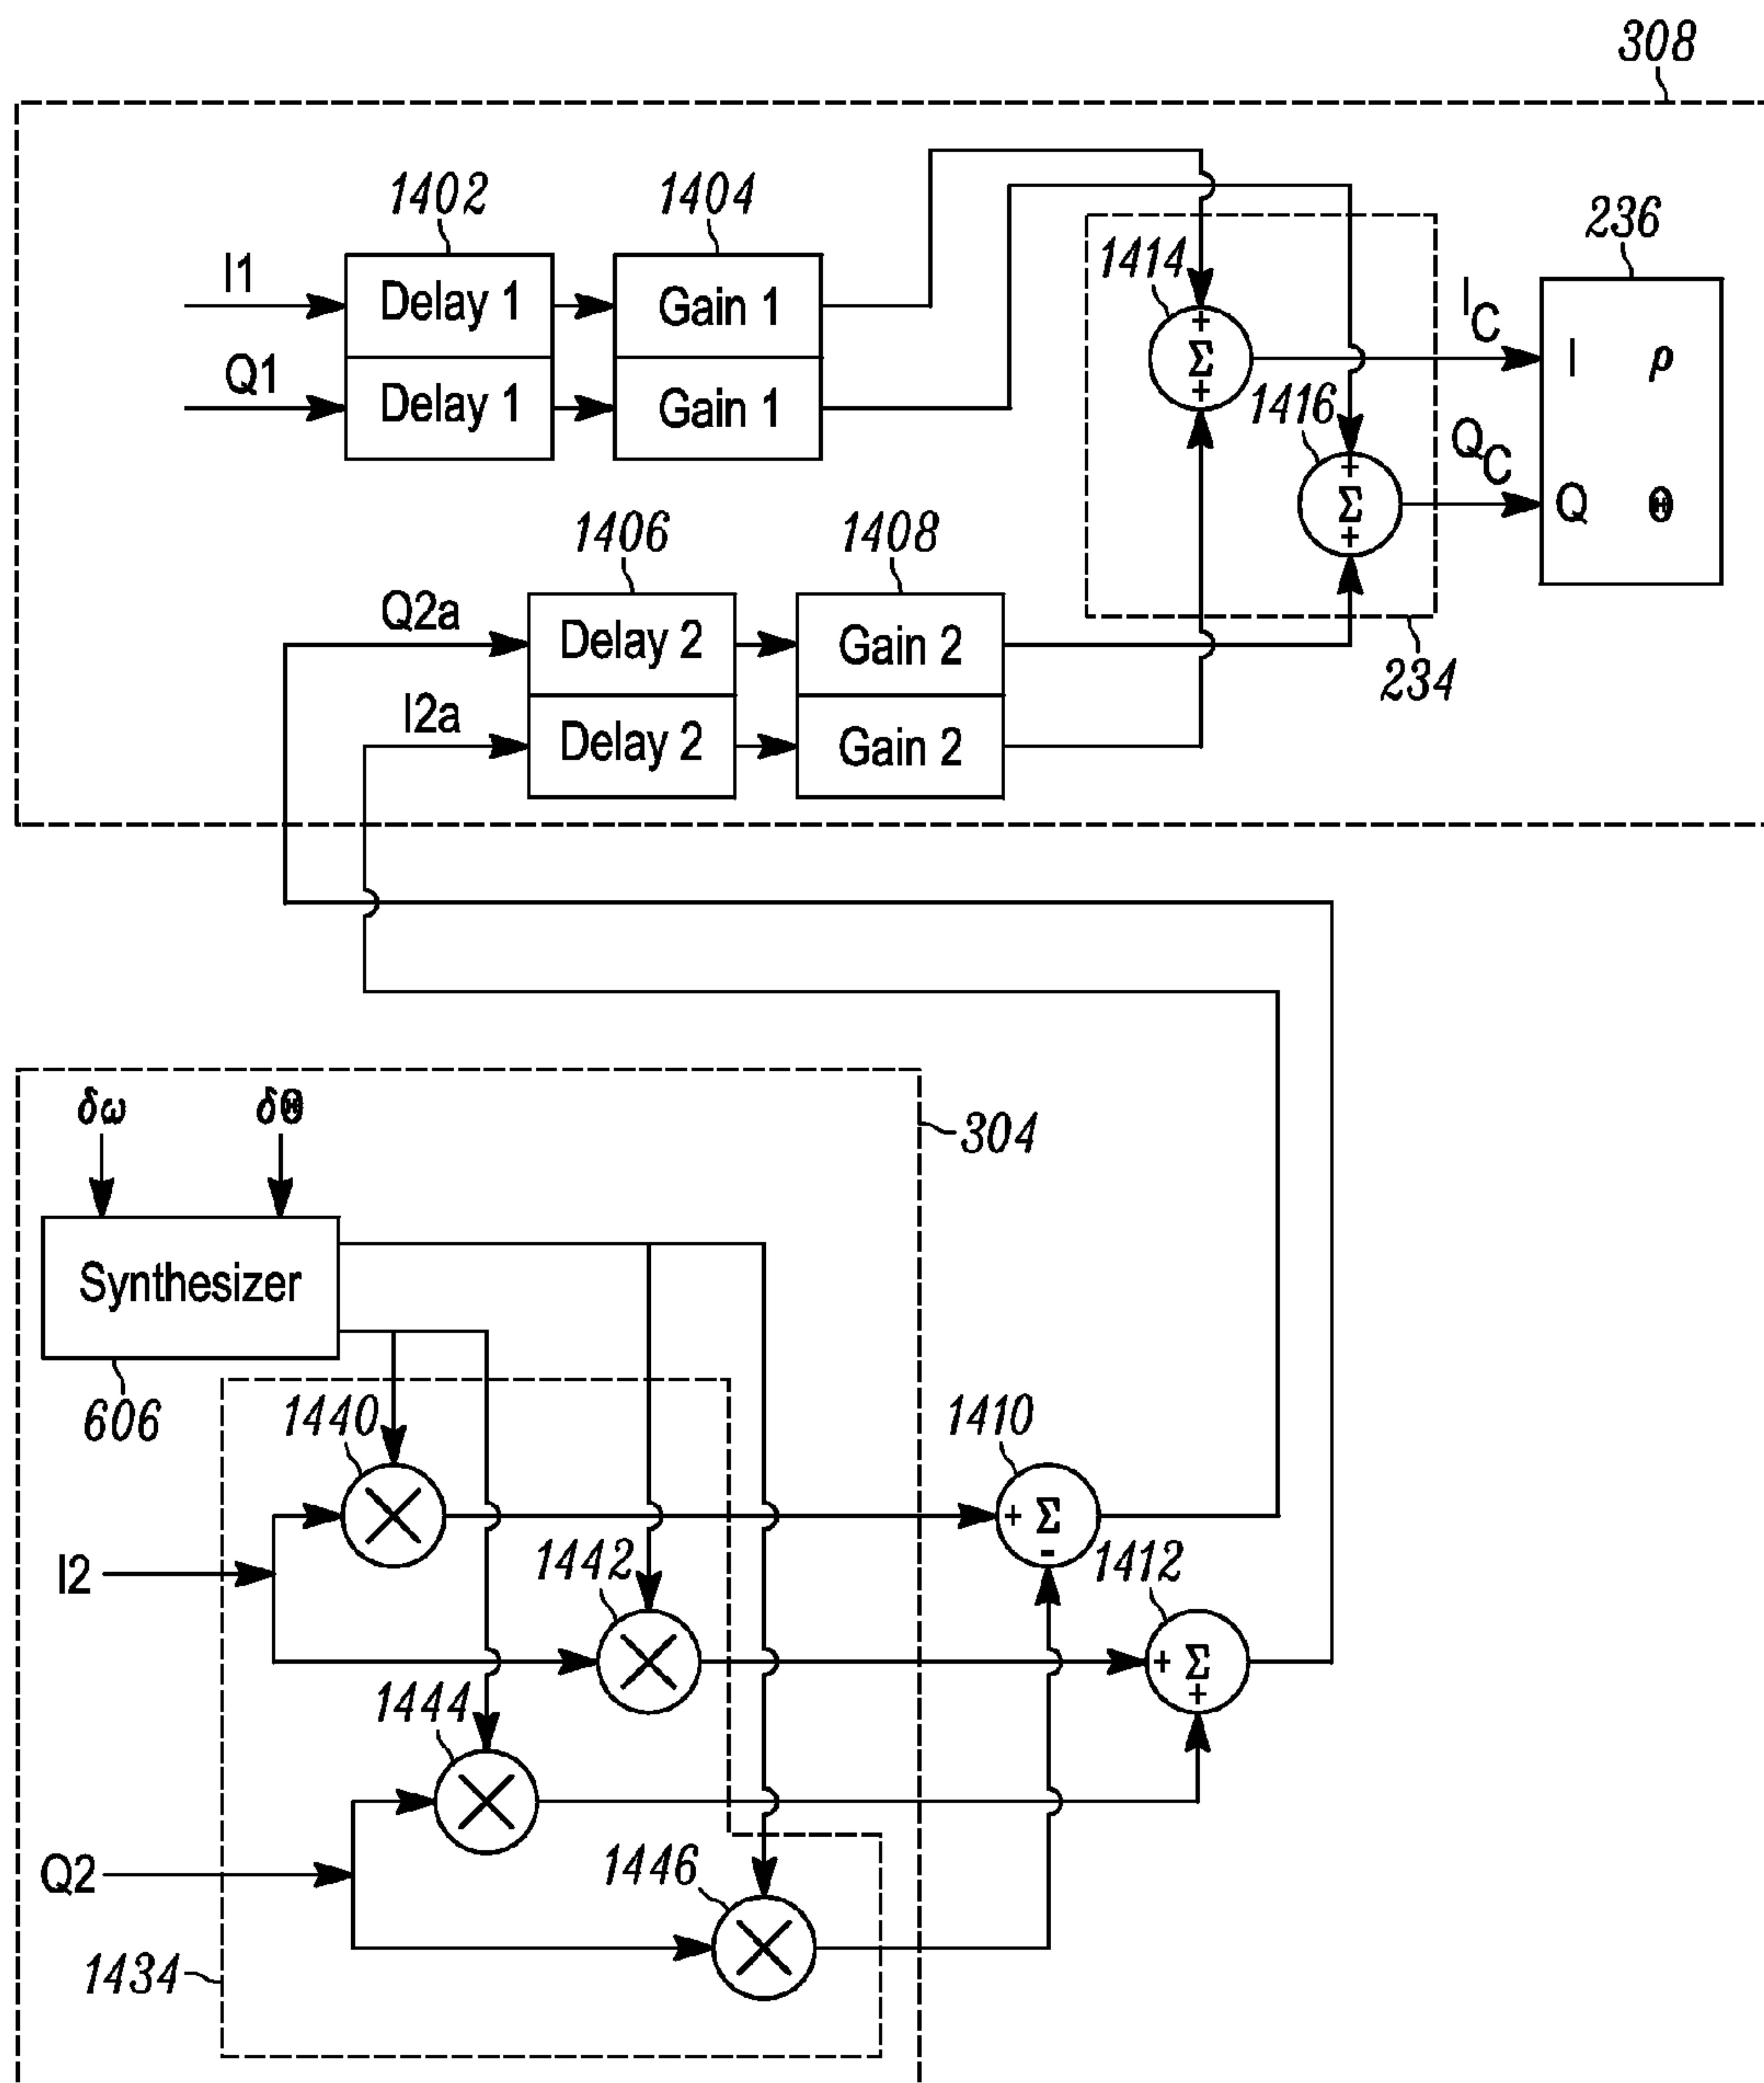 308
1402
1404
236
I1
Delay 1
Gain 1
1414
+
Σ
+
I_C
I
ρ
Q1
Delay 1
Gain 1
1416
+
Σ
+
Q_C
Q
Θ
1406
1408
Q2a
Delay 2
Gain 2
234
I2a
Delay 2
Gain 2
δω
δΘ
304
Synthesizer
606
1440
1410
+ Σ
-
I2
1442
1412
+ Σ
+
1444
Q2
1446
1434